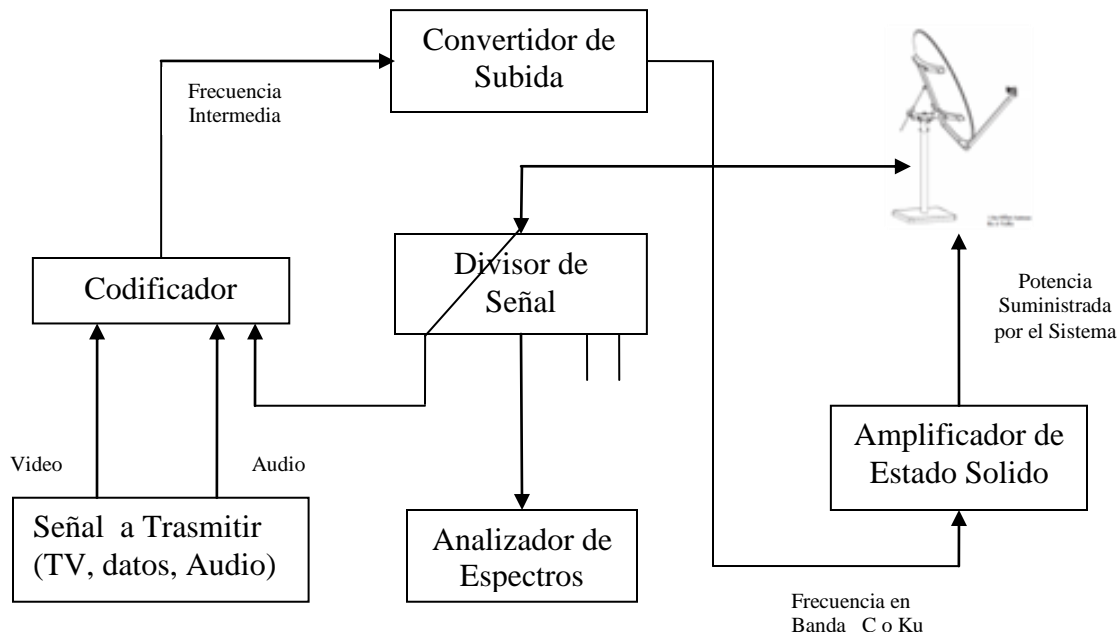 Convertidor de
Subida
Frecuencia
Intermedia
Divisor de
Señal
Codificador
Potencia
Suministrada
por el Sistema
Amplificador de
Estado Solido
Video
Audio
Señal a Trasmitir
(TV, datos, Audio)
Analizador de
Espectros
Frecuencia en
Banda C o Ku